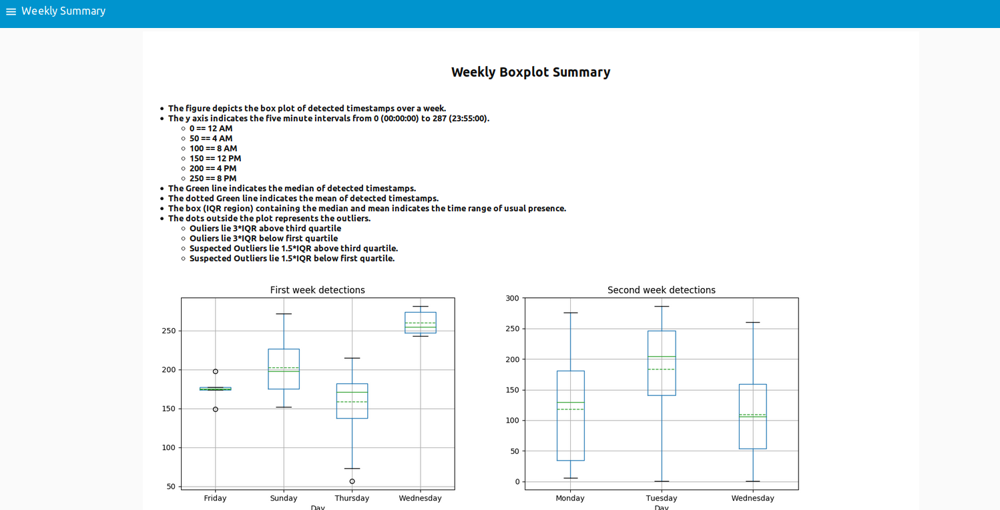 Weekly Summary
Weekly Boxplot Summary
The figure depicts the box plot of detected timestamps over a week.
The y axis indicates the five minute intervals from 0 (00:00:00) to 287 (23:55:00).
0 == 12 AM
50 == 4 AM
100 == 8 AM
150 == 12 PM
200 == 4 PM
250 == 8 PM
The Green line indicates the median of detected timestamps.
The dotted Green line indicates the mean of detected timestamps.
The box (IQR region) containing the median and mean indicates the time range of usual presence.
The dots outside the plot represents the outliers.
Ouliers lie 3*IQR above third quartile
Ouliers lie 3*IQR below first quartile
Suspected Outliers lie 1.5*IQR above third quartile.
Suspected Outliers lie 1.5*IQR below first quartile.
First week detections
250
200
150
100
50
Friday Sunday Thursday Wednesday
Day
Second week detections
300
250
200
150
100
50
0
Monday Tuesday Wednesday
Day